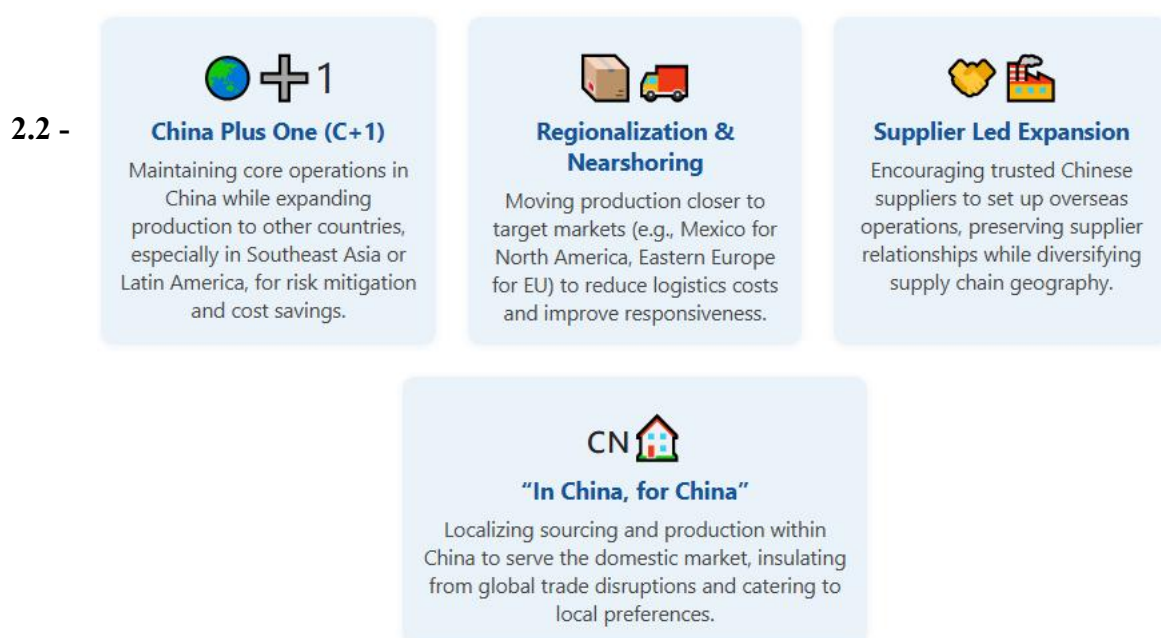 2.2 -
1
China Plus One (C+1)
Maintaining core operations in
China while expanding
production to other countries,
especially in Southeast Asia or
Latin America, for risk mitigation
and cost savings.
Regionalization &
Nearshoring
Moving production closer to
target markets (e.g., Mexico for
North America, Eastern Europe
for EU) to reduce logistics costs
and improve responsiveness.
Supplier Led Expansion
Encouraging trusted Chinese
suppliers to set up overseas
operations, preserving supplier
relationships while diversifying
supply chain geography.
CN
“In China, for China”
Localizing sourcing and production within
China to serve the domestic market, insulating
from global trade disruptions and catering to
local preferences.